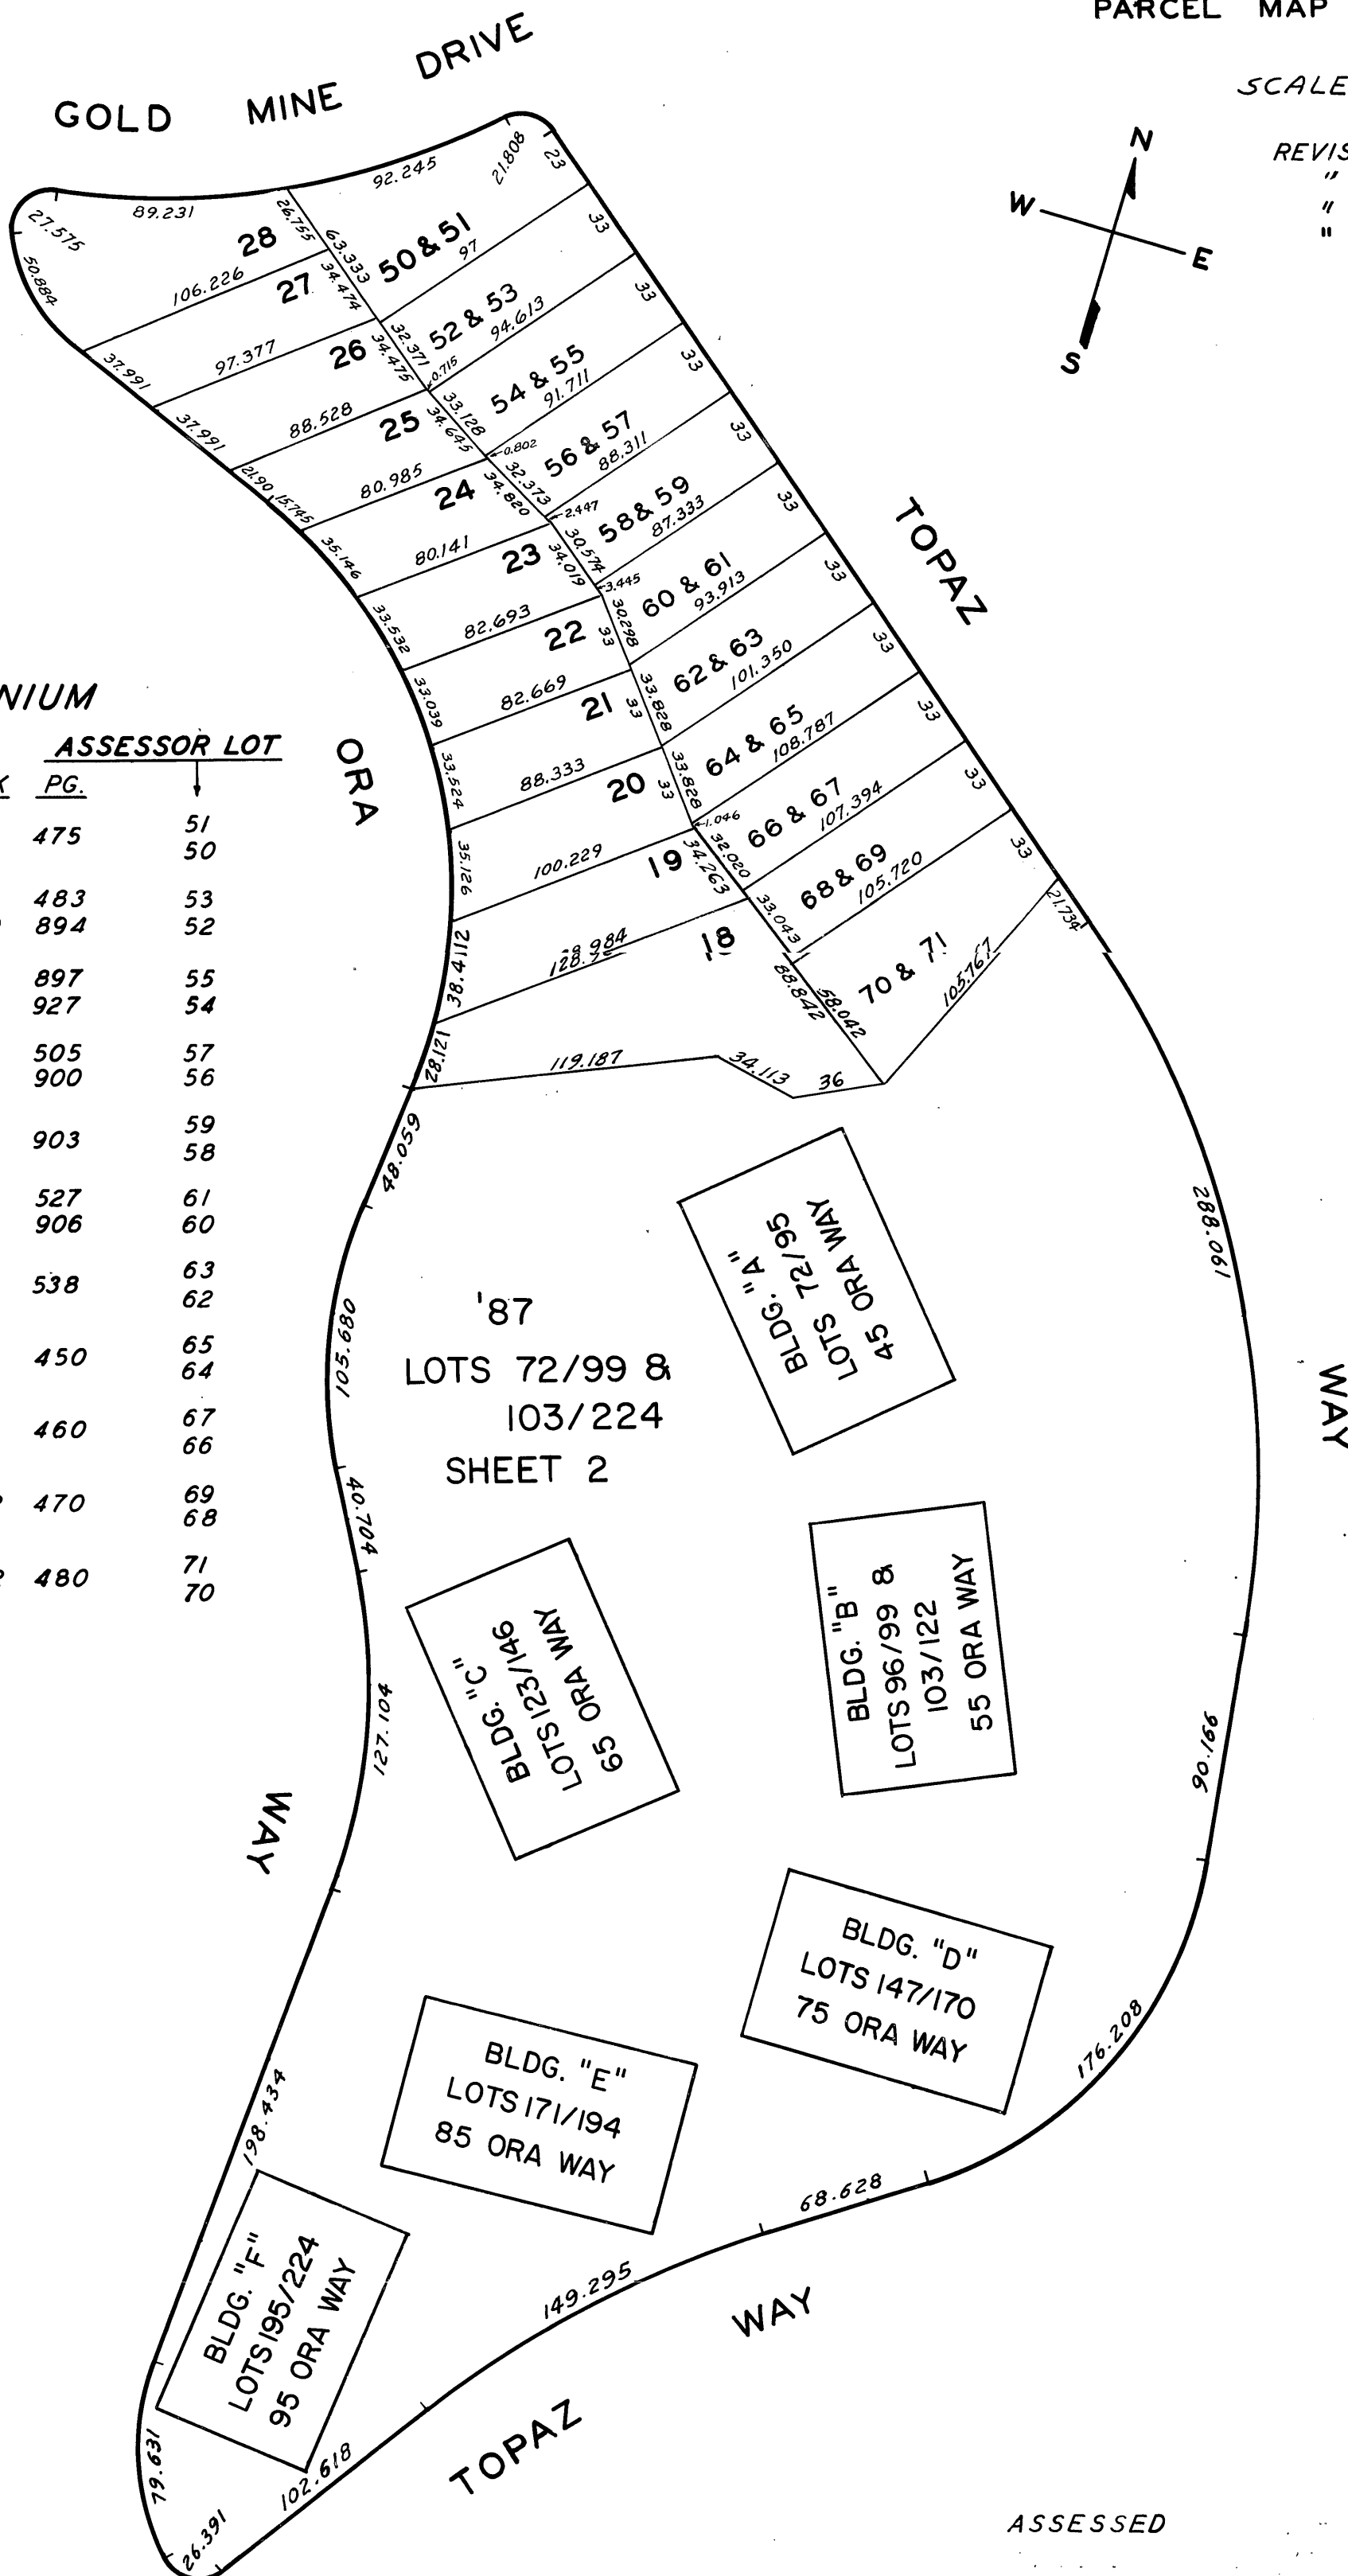 PARCEL MAP
SCALE
REVIS
"
"
"
N
W
E
S
GOLD MINE DRIVE
89.231
92.245
21.808
23
27.575
50.884
28
26.755
63.333
50 & 51
97
33
106.226
27
34.474
37.991
97.377
26
34.475
32.371
52 & 53
94.613
33
0.715
37.991
88.528
25
34.645
33.128
54 & 55
91.711
33
0.802
21.90
15.745
80.985
24
34.820
32.373
56 & 57
88.311
33
2.447
35.146
80.141
23
34.019
30.574
58 & 59
87.333
33
3.445
33.532
82.693
22
33
30.298
60 & 61
93.913
33
33.039
82.669
21
33
33.828
62 & 63
101.350
33
33.524
88.333
20
33
33.828
64 & 65
108.787
33
1.046
35.126
100.229
19
34.263
32.020
66 & 67
107.394
33
38.4112
18
33.043
68 & 69
105.720
33
28.121
88.842
58.042
70 & 71
105.767
21.734
119.187
34.113
36
TOPAZ
WAY
ORA
WAY
NIUM
ASSESSOR LOT
PG.
475 51
50
483 53
894 52
897 55
927 54
505 57
900 56
903 59
58
527 61
906 60
538 63
62
450 65
64
460 67
66
470 69
68
480 71
70
48.059
105.680
40.704
127.104
198.434
79.631
26.391
102.618
149.295
68.628
176.208
90.166
288.061
'87
LOTS 72/99 &
103/224
SHEET 2
BLDG. "A"
LOTS 72/95
45 ORA WAY
BLDG. "B"
LOTS 96/99 &
103/122
55 ORA WAY
BLDG. "C"
LOTS 123/146
65 ORA WAY
BLDG. "D"
LOTS 147/170
75 ORA WAY
BLDG. "E"
LOTS 171/194
85 ORA WAY
BLDG. "F"
LOTS 195/224
95 ORA WAY
TOPAZ WAY
ASSESSED